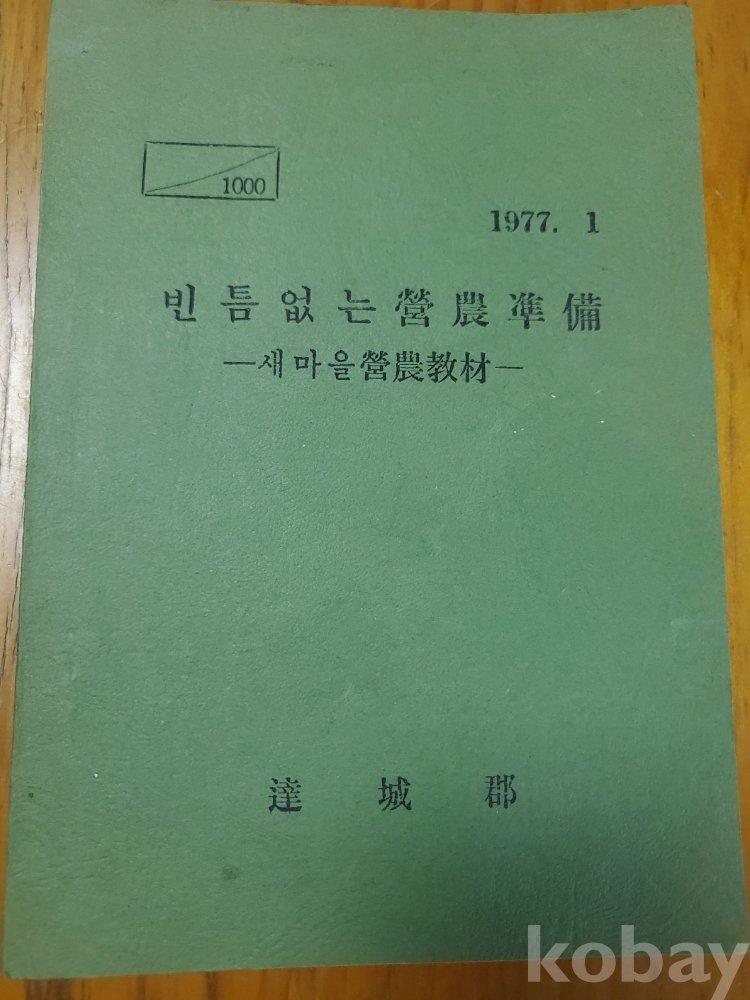 1000
1977. 1
빈틈없는營農準備
—새마을營農教材—
達城郡
kobay